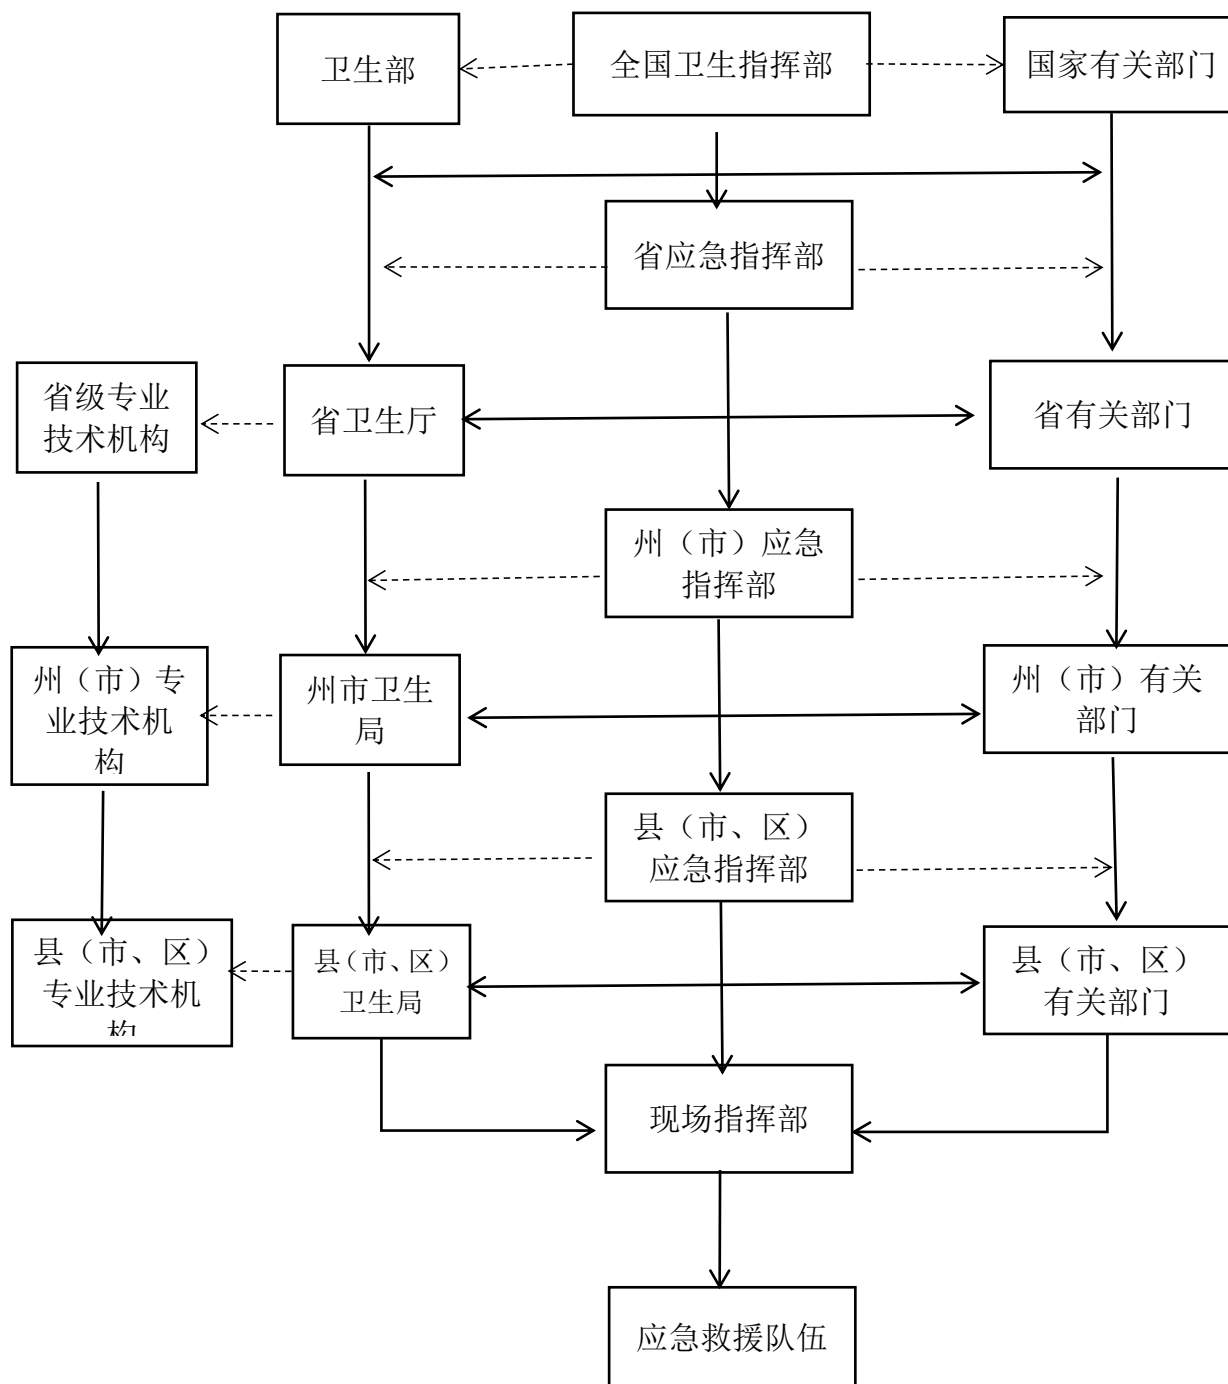 卫生部
全国卫生指挥部
国家有关部门
省应急指挥部
省级专业
技术机构
省卫生厅
省有关部门
州（市）应急
指挥部
州（市）专
业技术机
构
州市卫生
局
州（市）有关
部门
县（市、区）
应急指挥部
县（市、区）
专业技术机
构
县（市、区）
卫生局
县（市、区）
有关部门
现场指挥部
应急救援队伍